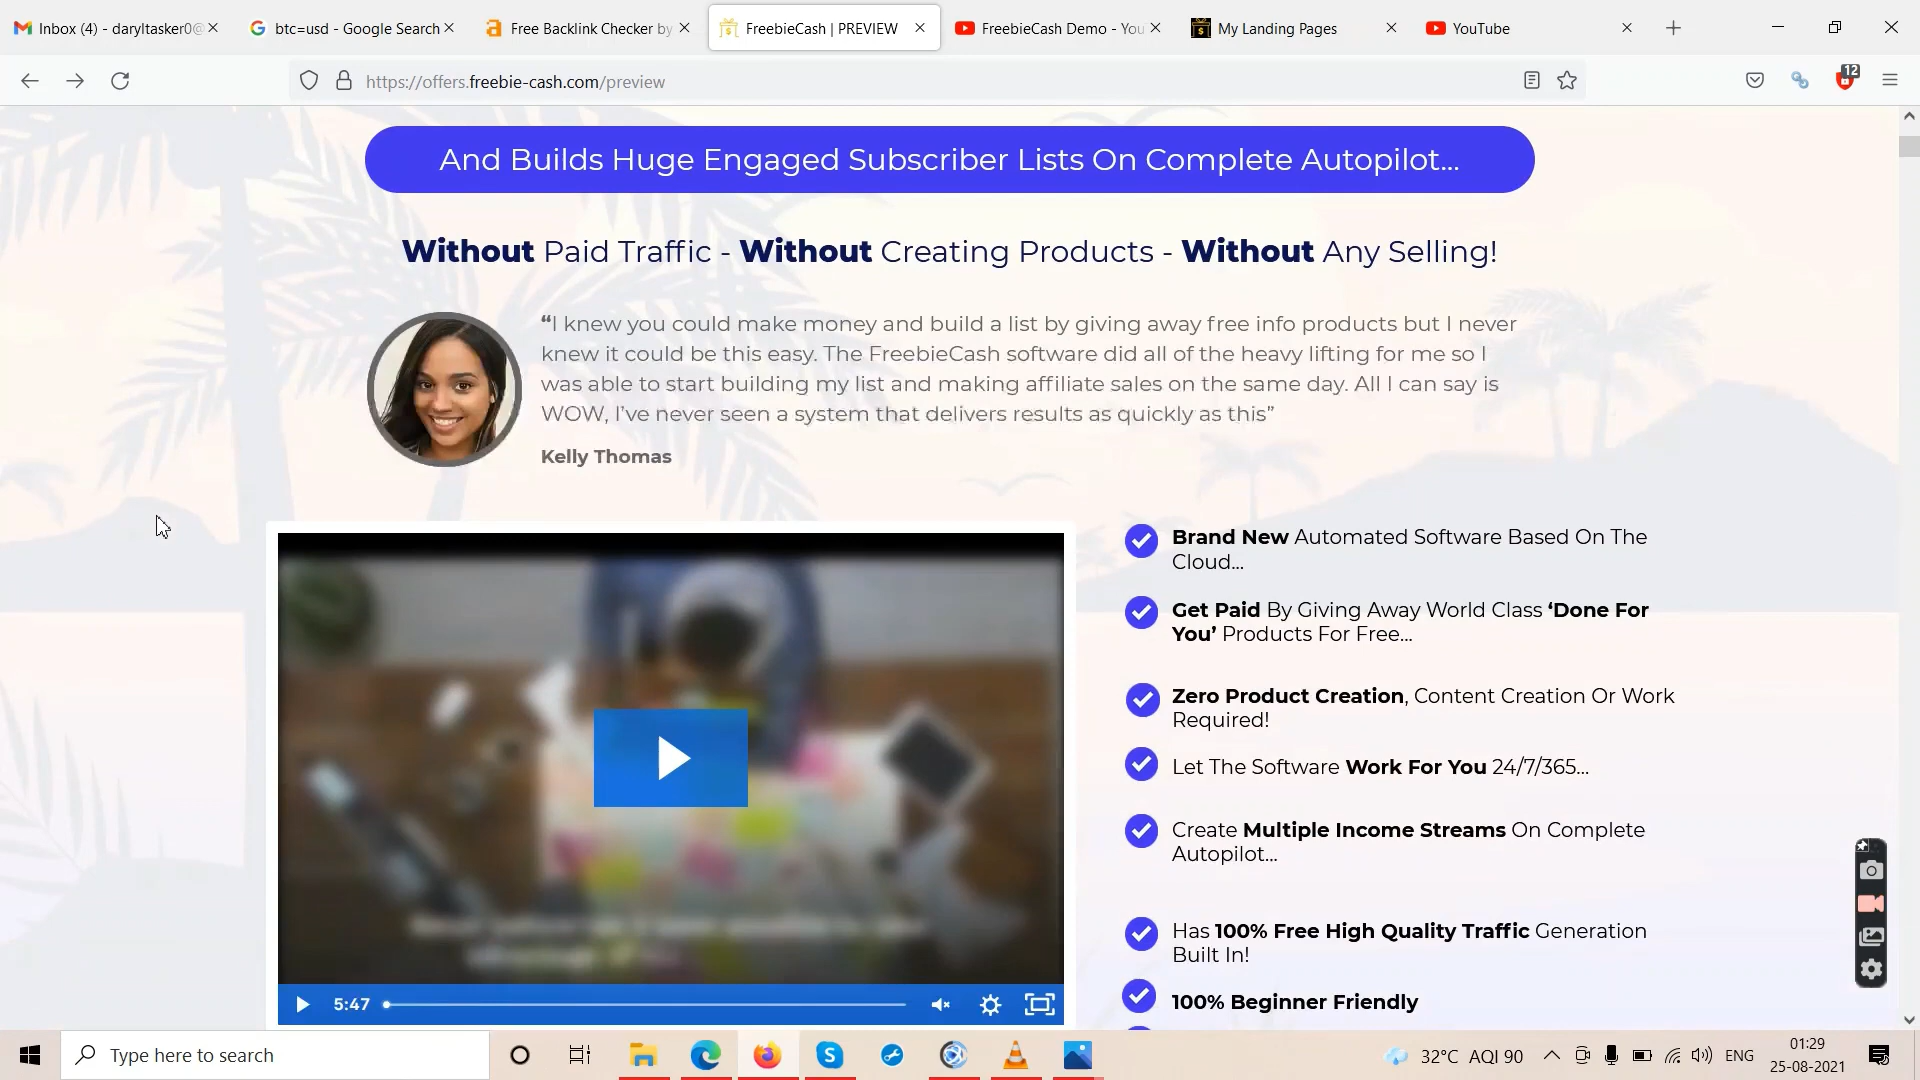 Inbox (4) - daryltasker0@
btc=usd - Google Search
Free Backlink Checker by
FreebieCash | PREVIEW
FreebieCash Demo - You
My Landing Pages
YouTube
https://offers.freebie-cash.com/preview
12
And Builds Huge Engaged Subscriber Lists On Complete Autopilot...
Without Paid Traffic - Without Creating Products - Without Any Selling!
“I knew you could make money and build a list by giving away free info products but I never
knew it could be this easy. The FreebieCash software did all of the heavy lifting for me so I
was able to start building my list and making affiliate sales on the same day. All I can say is
WOW, I’ve never seen a system that delivers results as quickly as this”
Kelly Thomas
Brand New Automated Software Based On The
Cloud...
Get Paid By Giving Away World Class ‘Done For
You’ Products For Free...
Zero Product Creation, Content Creation Or Work
Required!
Let The Software Work For You 24/7/365...
Create Multiple Income Streams On Complete
Autopilot...
Has 100% Free High Quality Traffic Generation
Built In!
100% Beginner Friendly
5:47
Type here to search
32°C AQI 90
ENG
01:29
25-08-2021